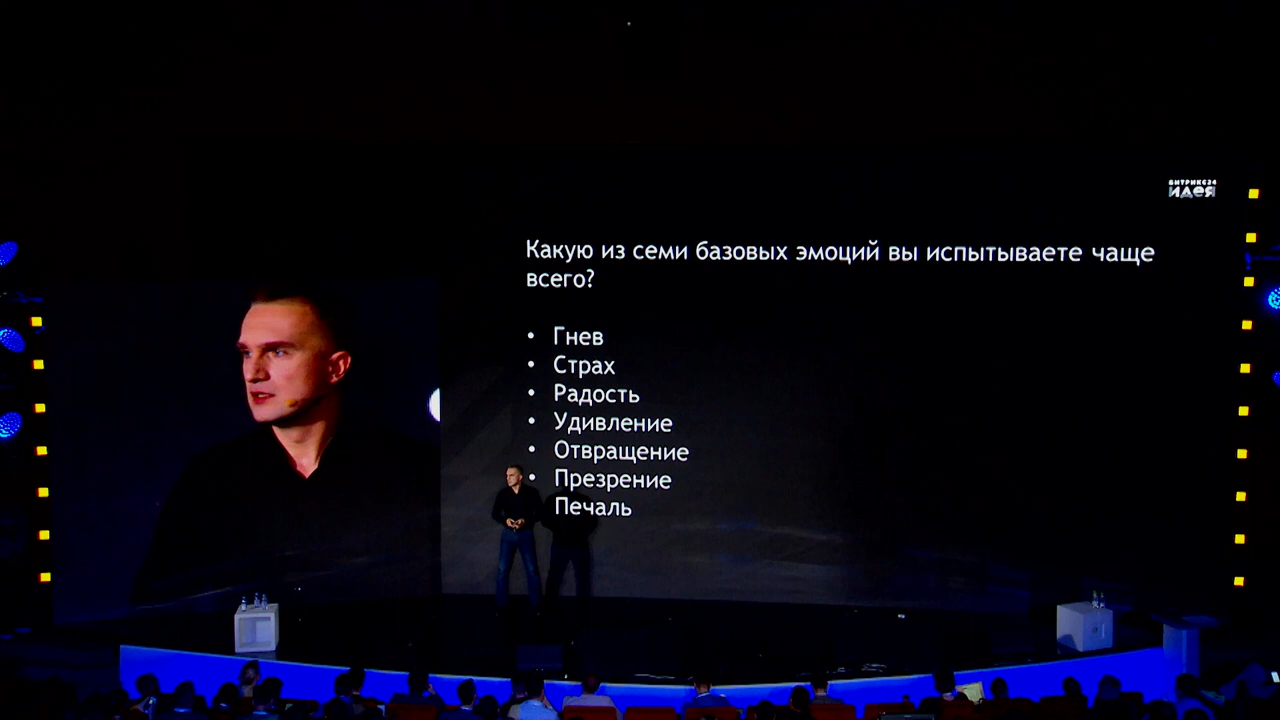 БИТРИКС24
ИДЕЯ
Какую из семи базовых эмоций вы испытываете чаще
всего?
• Гнев
• Страх
• Радость
• Удивление
• Отвращение
• Презрение
Печаль